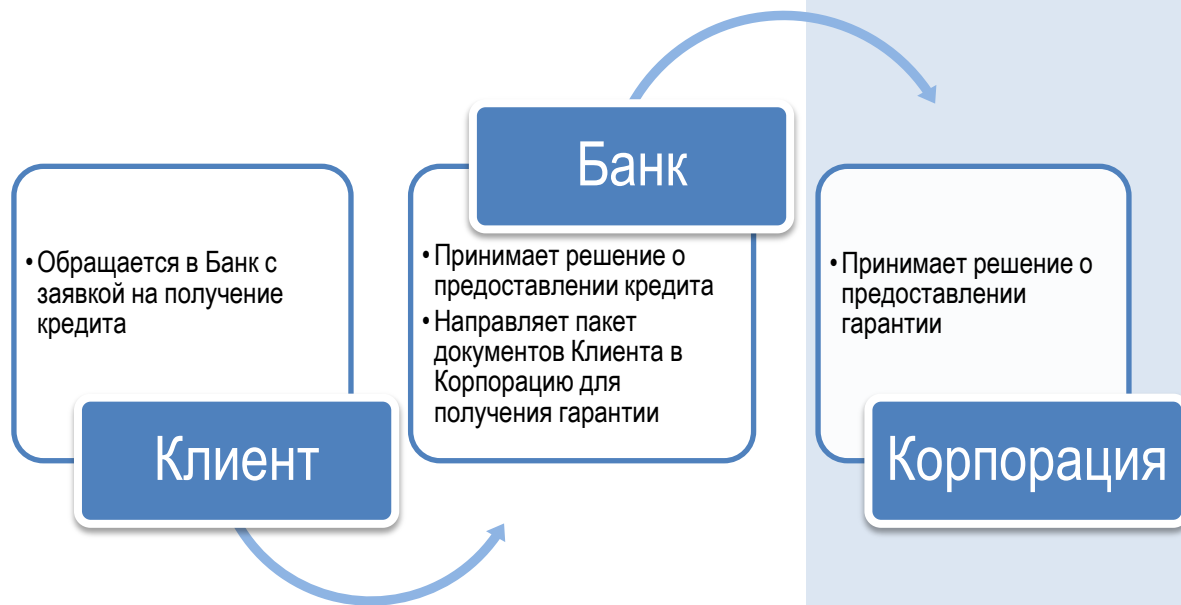 Клиент
• Обращается в Банк с
заявкой на получение
кредита
Банк
• Принимает решение о
предоставлении кредита
• Направляет пакет
документов Клиента в
Корпорацию для
получения гарантии
Корпорация
• Принимает решение о
предоставлении
гарантии